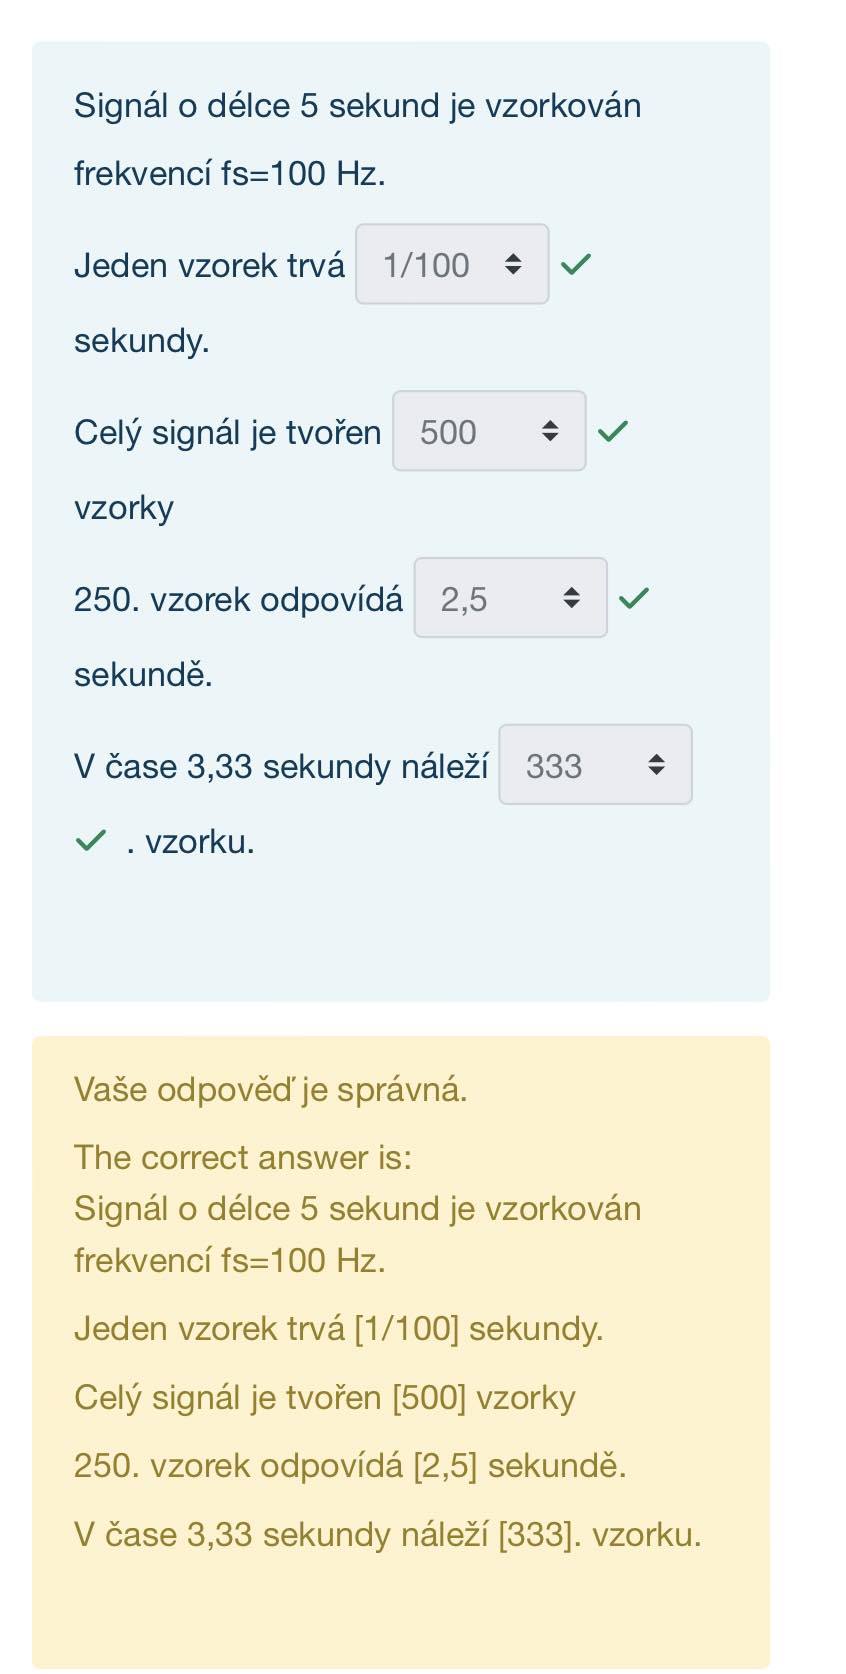 Signál o délce 5 sekund je vzorkován
frekvencí fs=100 Hz.
Jeden vzorek trvá 1/100
sekundy.
Celý signál je tvořen 500
vzorky
250. vzorek odpovídá 2,5
sekundě.
V čase 3,33 sekundy náleží 333
. vzorku.
Vaše odpověď je správná.
The correct answer is:
Signál o délce 5 sekund je vzorkován
frekvencí fs=100 Hz.
Jeden vzorek trvá [1/100] sekundy.
Celý signál je tvořen [500] vzorky
250. vzorek odpovídá [2,5] sekundě.
V čase 3,33 sekundy náleží [333]. vzorku.